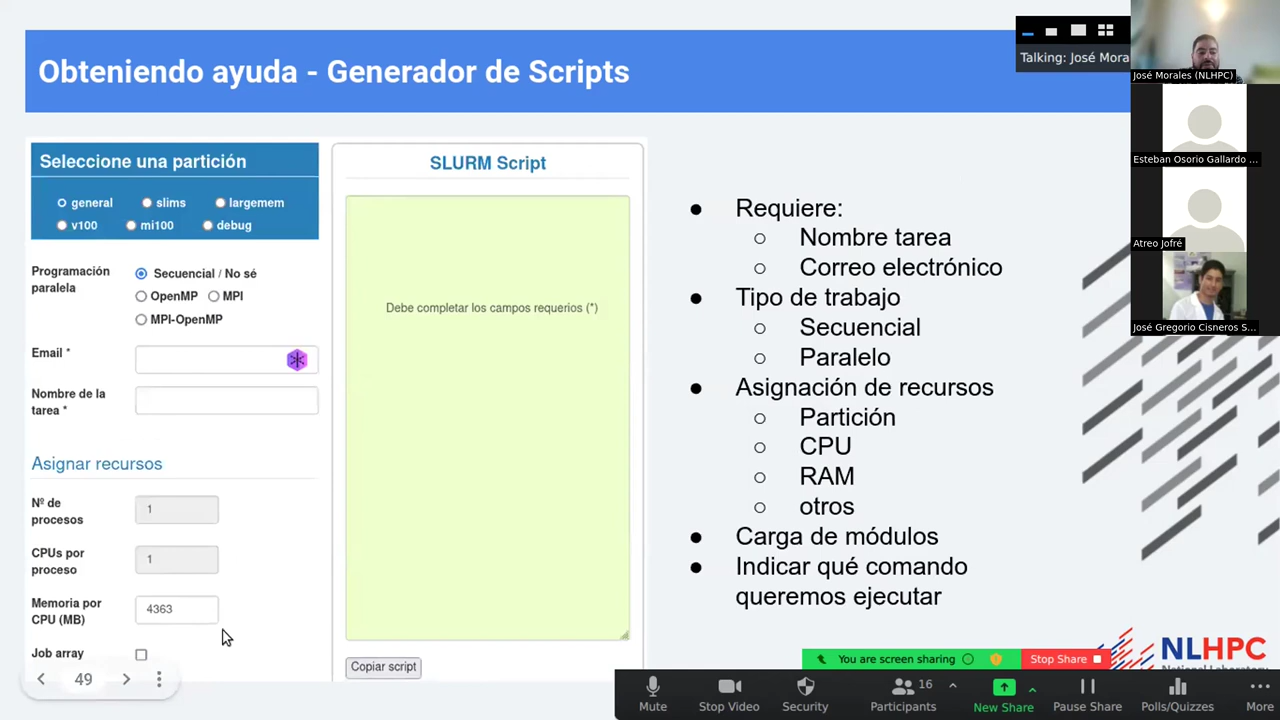 Obteniendo ayuda - Generador de Scripts
Talking: José Mora
José Morales (NLHPC)
Esteban Osorio Gallardo ...
Atreo Jofré
José Gregorio Cisneros S...
Seleccione una partición
general slims largemem
v100 mi100 debug
Programación paralela
Secuencial / No sé
OpenMP MPI
MPI-OpenMP
Email *
Nombre de la tarea *
Asignar recursos
Nº de procesos
1
CPUs por proceso
1
Memoria por CPU (MB)
4363
Job array
49
SLURM Script
Debe completar los campos requerios (*)
Copiar script
● Requiere:
○ Nombre tarea
○ Correo electrónico
● Tipo de trabajo
○ Secuencial
○ Paralelo
● Asignación de recursos
○ Partición
○ CPU
○ RAM
○ otros
● Carga de módulos
● Indicar qué comando
queremos ejecutar
NLHPC
National Laboratory
You are screen sharing
Stop Share
Mute
Stop Video
Security
Participants
16
New Share
Pause Share
Polls/Quizzes
More